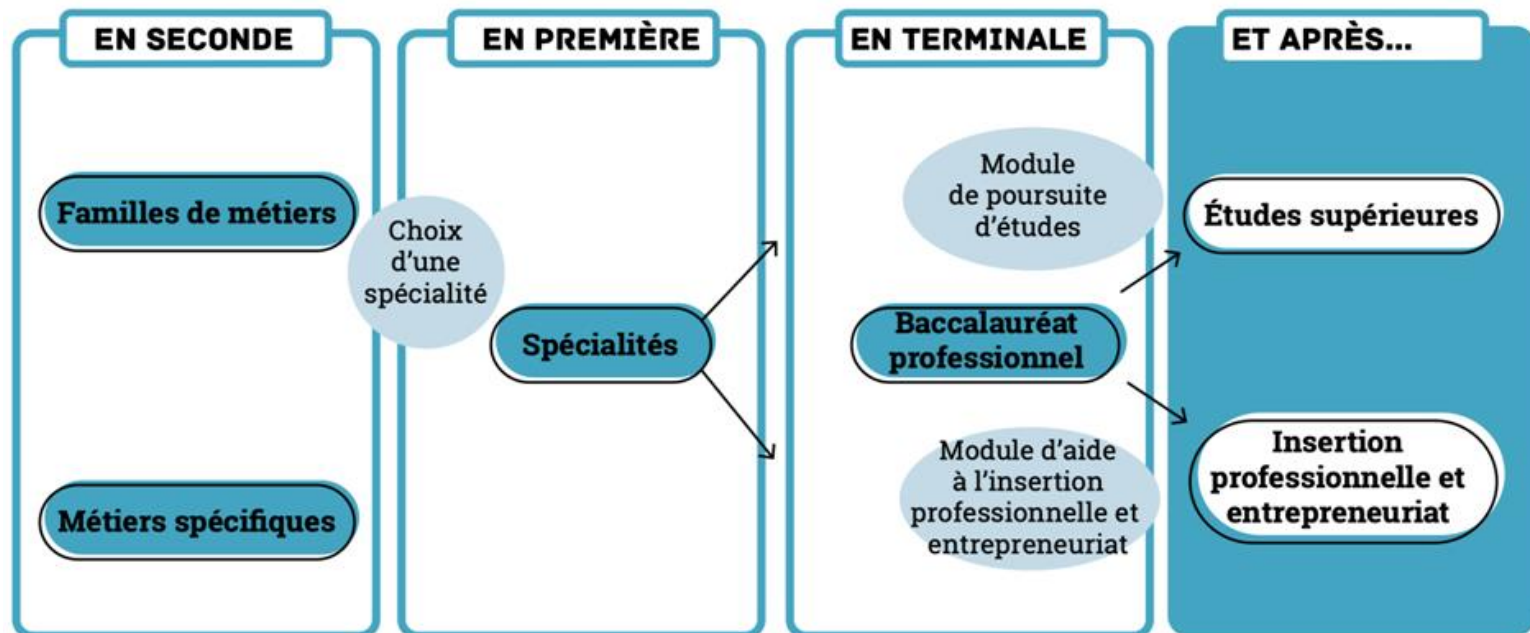 EN SECONDE
Familles de métiers
Métiers spécifiques
Choix
d'une
spécialité
EN PREMIÈRE
Spécialités
EN TERMINALE
Module
de poursuite
d'études
Baccalauréat
professionnel
Module d'aide
à l'insertion
professionnelle et
entrepreneuriat
ET APRÈS...
Études supérieures
Insertion
professionnelle et
entrepreneuriat